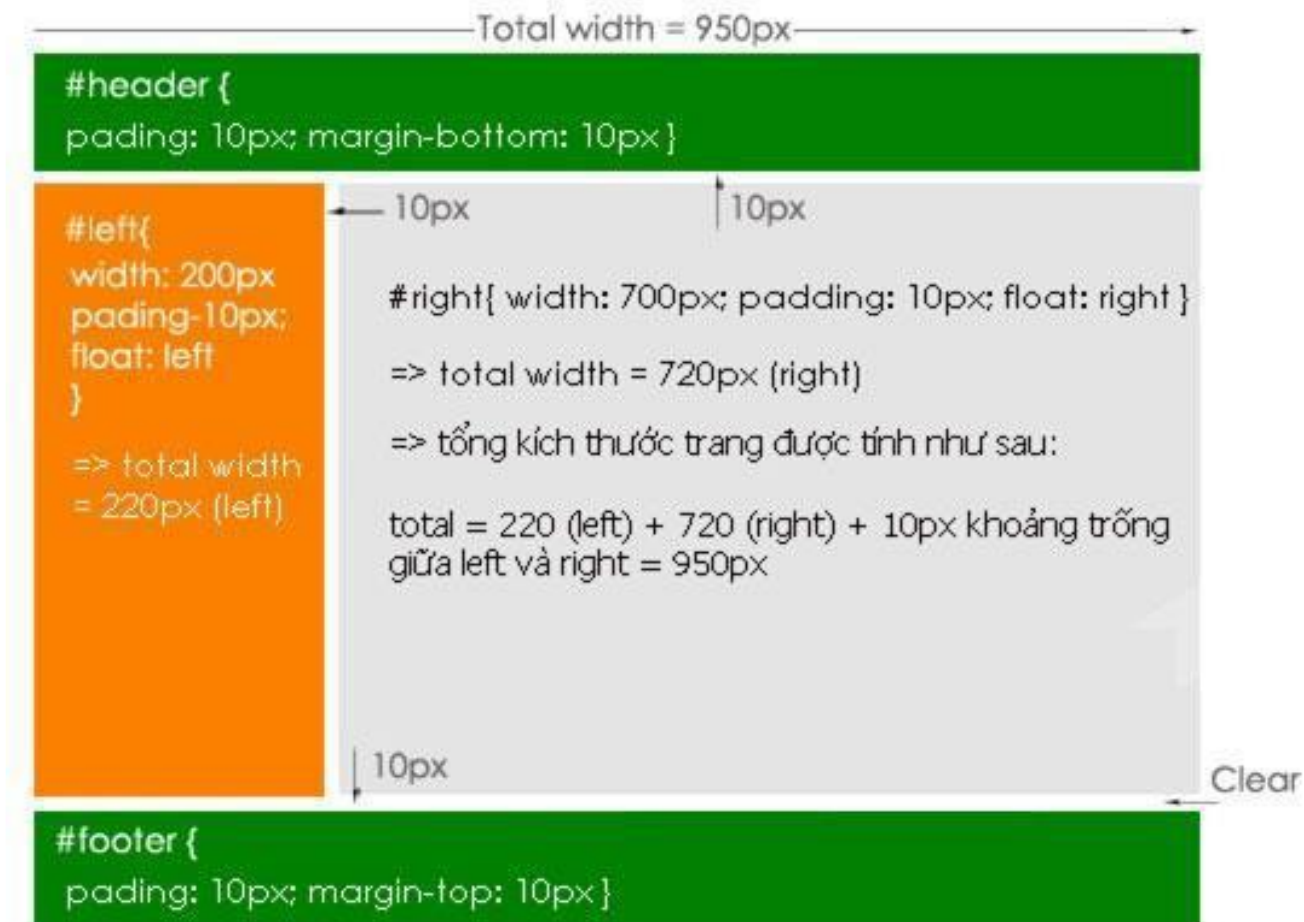 Total width = 950px
#header {
pading: 10px; margin-bottom: 10px }
10px
10px
#left{
width: 200px
pading-10px;
float: left
}
=> total width
= 220px (left)
#right{ width: 700px; padding: 10px; float: right }
=> total width = 720px (right)
=> tổng kích thước trang được tính như sau:
total = 220 (left) + 720 (right) + 10px khoảng trống
giữa left và right = 950px
10px
Clear
#footer {
pading: 10px; margin-top: 10px }